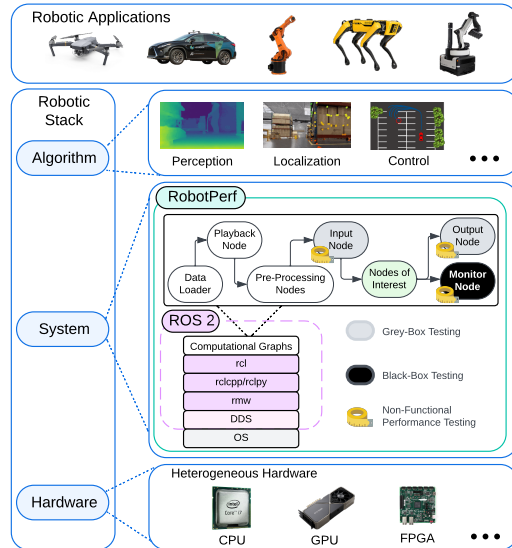 Robotic Applications
Robotic
Stack
Algorithm
System
Hardware
Perception
Localization
Control
RobotPerf
Playback
Node
Input
Node
Output
Node
Data
Loader
Pre-Processing
Nodes
Nodes of
Interest
Monitor
Node
ROS 2
Computational Graphs
rcl
rclcpp/rclpy
rmw
DDS
OS
Grey-Box Testing
Black-Box Testing
Non-Functional
Performance Testing
Heterogeneous Hardware
CORE i7
CPU
GPU
FPGA